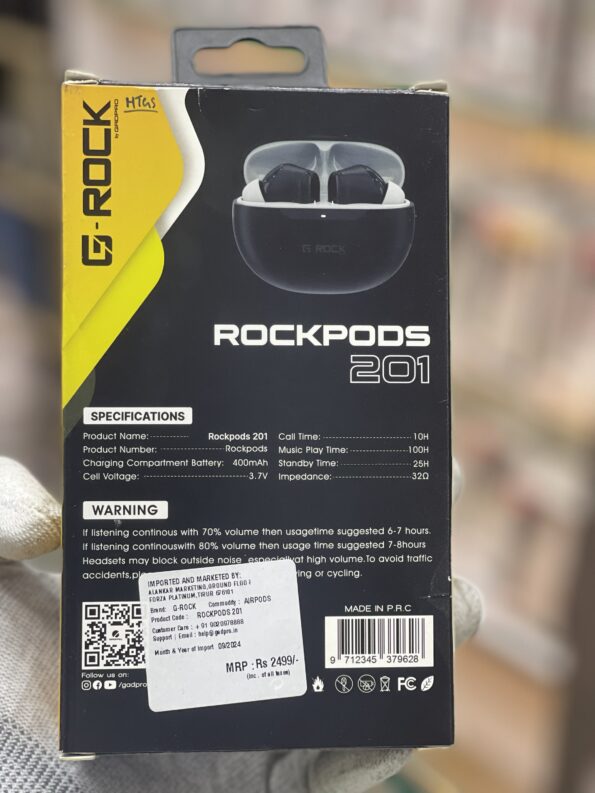 HTGS
G-ROCK
by GADPRO
G-ROCK
ROCKPODS
201
SPECIFICATIONS
Product Name: Rockpods 201
Product Number: Rockpods
Charging Compartment Battery: 400mAh
Cell Voltage: 3.7V
Call Time: 10H
Music Play Time: 100H
Standby Time: 25H
Impedance: 32Ω
WARNING
If listening continous with 70% volume then usagetime suggested 6-7 hours.
If listening continouswith 80% volume then usage time suggested 7-8hours
Headsets may block outside noise especially at high volume.To avoid traffic
accidents, or cycling.
IMPORTED AND MARKETED BY:
ALANKAR MARKETING,GROUND FLOOR
FORZA PLATINUM,TIRUR 676101
Brand: G-ROCK Commodity: AIRPODS
Product Code : ROCKPODS 201
Customer Care : + 91 9020978888
Support | Email : help@gadpro.in
Month & Year of Import 09/2024
MRP : Rs 2499/-
(inc. of all taxes)
Follow us on:
/gadpro
MADE IN P.R.C
9 712345 379628
FC